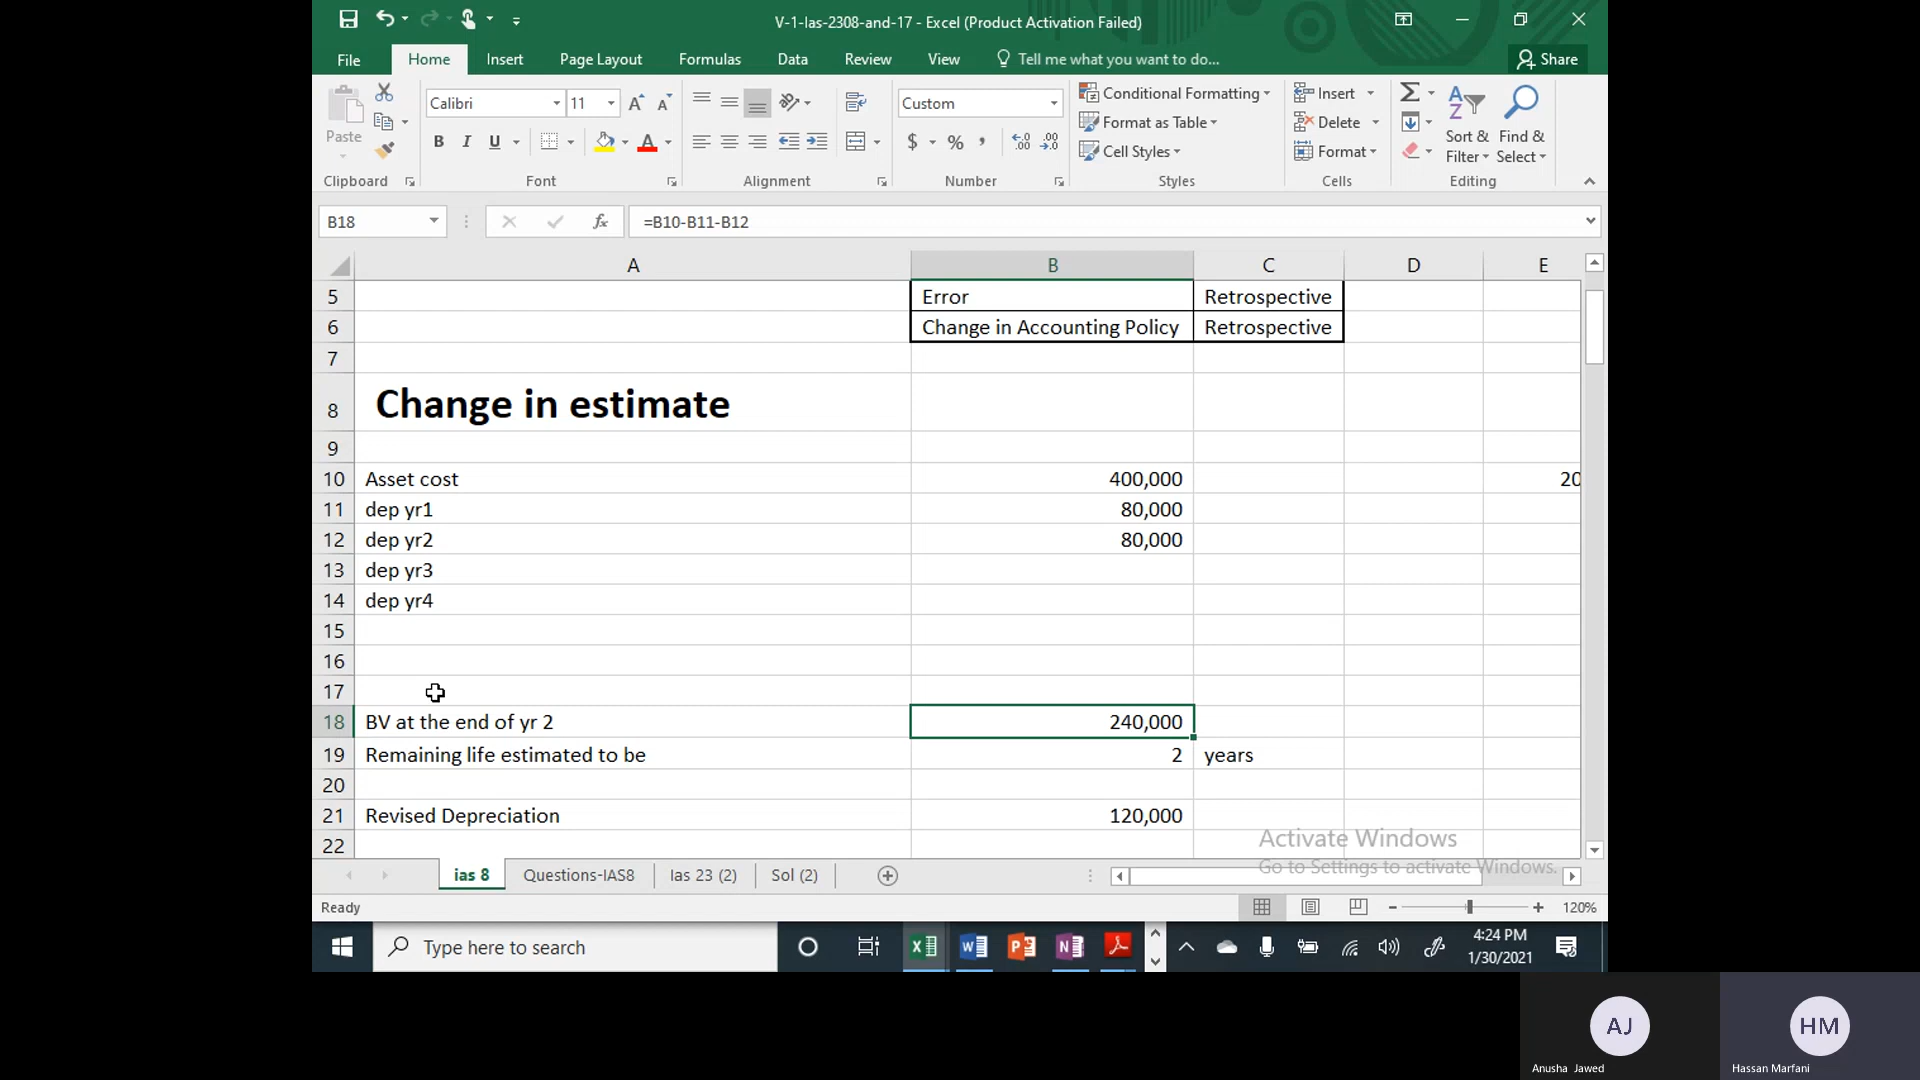 V-1-Ias-2308-and-17 - Excel (Product Activation Failed)
File Home Insert Page Layout Formulas Data Review View Tell me what you want to do... Share
Calibri 11 Custom Conditional Formatting Insert
Paste Format as Table Delete Sort & Find &
B I U A $ % , Cell Styles Format Filter Select
Clipboard Font Alignment Number Styles Cells Editing
B18 fx =B10-B11-B12
A B C D E
5 Error Retrospective
6 Change in Accounting Policy Retrospective
7
8 Change in estimate
9
10 Asset cost 400,000 20
11 dep yr1 80,000
12 dep yr2 80,000
13 dep yr3
14 dep yr4
15
16
17
18 BV at the end of yr 2 240,000
19 Remaining life estimated to be 2 years
20
21 Revised Depreciation 120,000
22
Activate Windows
Go to Settings to activate Windows.
ias 8 Questions-IAS8 Ias 23 (2) Sol (2)
Ready 120%
Type here to search
4:24 PM
1/30/2021
AJ HM
Anusha Jawed Hassan Marfani